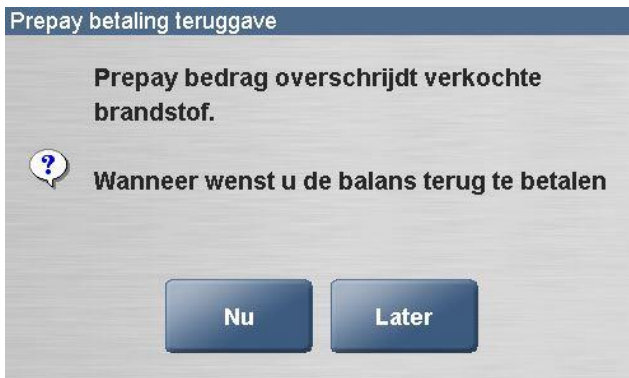 Prepay betaling teruggave
Prepay bedrag overschrijdt verkochte
brandstof.
Wanneer wenst u de balans terug te betalen
Nu
Later